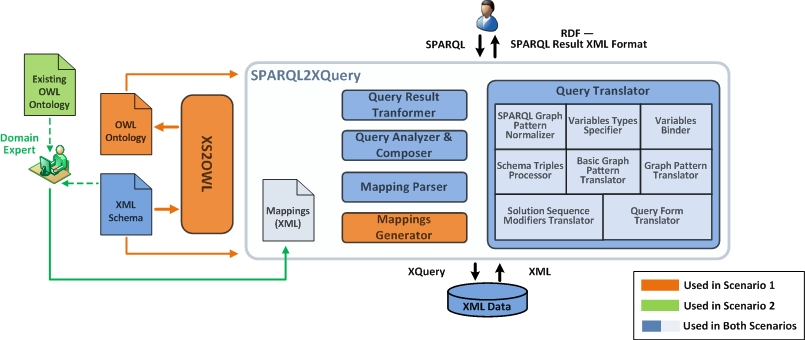 SPARQL
RDF —
SPARQL Result XML Format
SPARQL2XQuery
Existing
OWL
Ontology
Domain
Expert
OWL
Ontology
XS2OWL
XML
Schema
Mappings
(XML)
Query Result
Tranformer
Query Analyzer &
Composer
Mapping Parser
Mappings
Generator
Query Translator
SPARQL Graph
Pattern
Normalizer
Variables Types
Specifier
Variables
Binder
Schema Triples
Processor
Basic Graph
Pattern
Translator
Graph Pattern
Translator
Solution Sequence
Modifiers Translator
Query Form
Translator
XQuery
XML
XML Data
Used in Scenario 1
Used in Scenario 2
Used in Both Scenarios